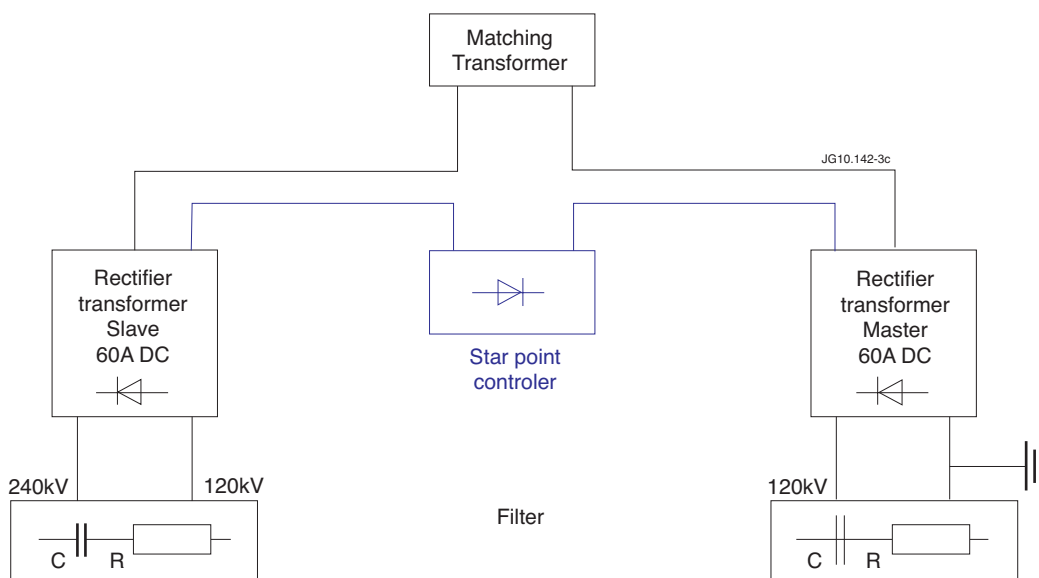 Matching
Transformer
JG10.142-3c
Rectifier
transformer
Slave
60A DC
Star point
controler
Rectifier
transformer
Master
60A DC
240kV
120kV
120kV
Filter
C
R
C
R